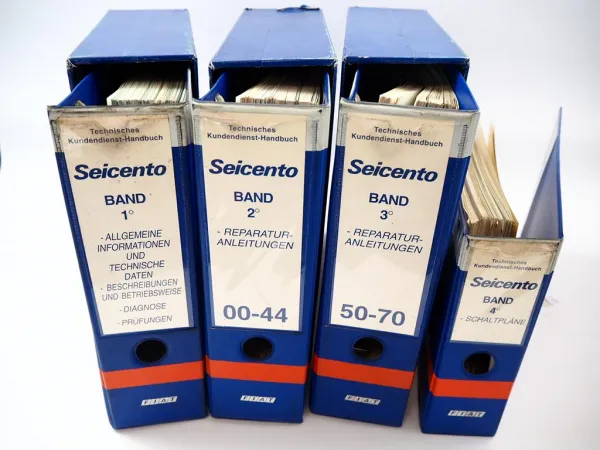 Technisches
Kundendienst-Handbuch
Seicento
BAND
1°
- ALLGEMEINE
INFORMATIONEN
UND
TECHNISCHE
DATEN
- BESCHREIBUNGEN
UND BETRIEBSWEISE
- DIAGNOSE
- PRÜFUNGEN
FIAT
Technisches
Kundendienst-Handbuch
Seicento
BAND
2°
- REPARATUR-
ANLEITUNGEN
00-44
FIAT
Technisches
Kundendienst-Handbuch
Seicento
BAND
3°
- REPARATUR-
ANLEITUNGEN
50-70
FIAT
Technisches
Kundendienst-Handbuch
Seicento
BAND
4°
- SCHALTPLÄNE
FIAT